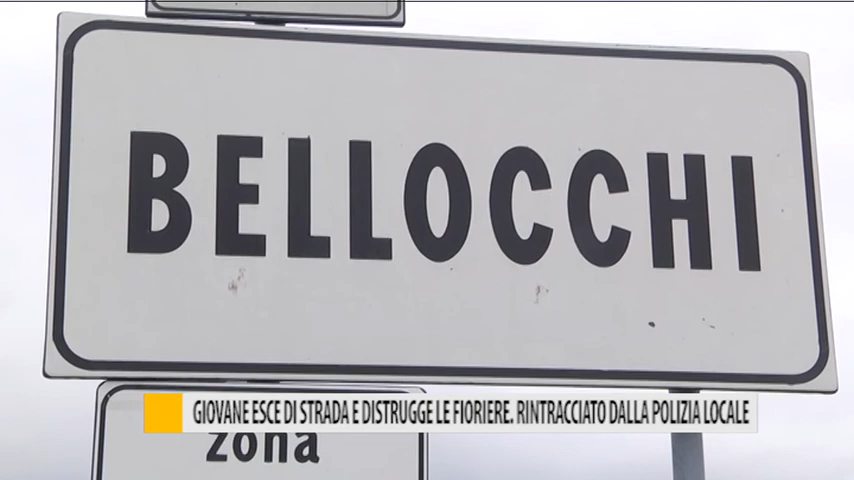 BELLOCCHI
GIOVANE ESCE DI STRADA E DISTRUGGE LE FIORIERE. RINTRACCIATO DALLA POLIZIA LOCALE
zona